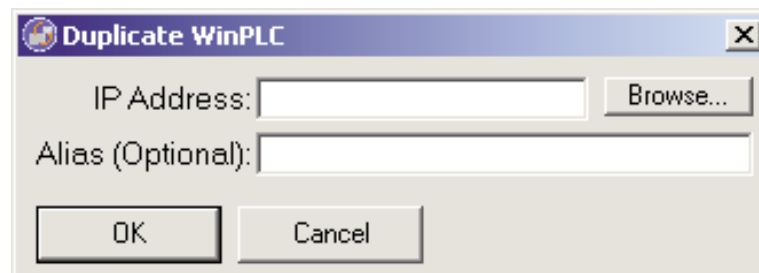 Duplicate WinPLC
IP Address: Browse...
Alias (Optional):
OK Cancel